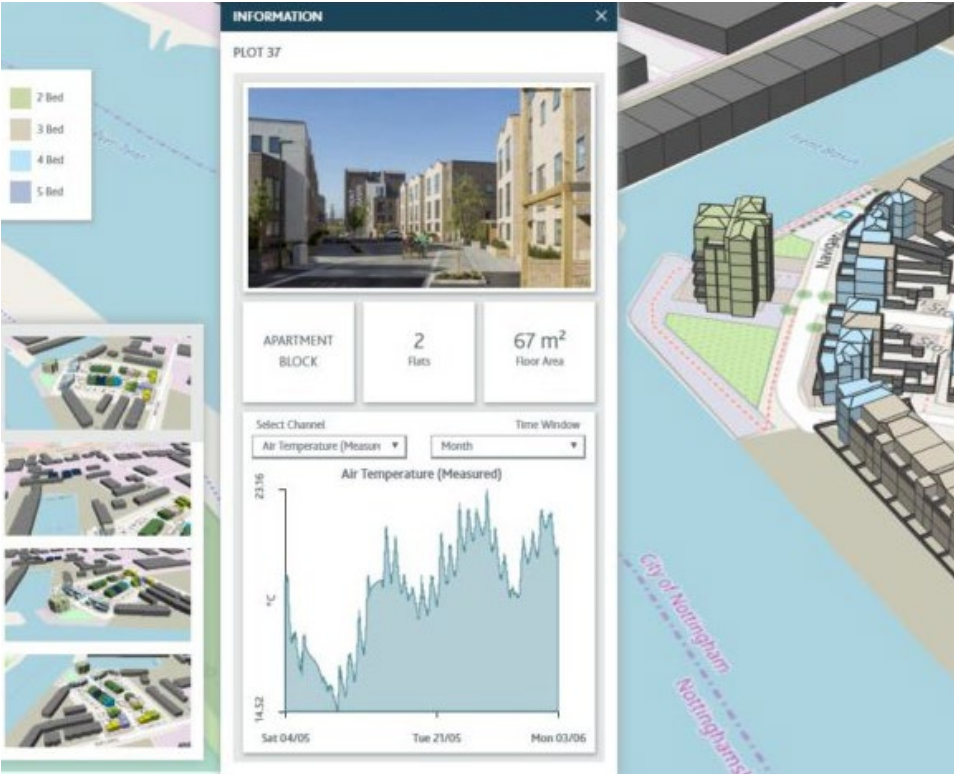 INFORMATION
PLOT 37
2 Bed
3 Bed
4 Bed
5 Bed
APARTMENT
BLOCK
2
Flats
67 m²
Floor Area
Select Channel
Time Window
Air Temperature (Measure
Month
Air Temperature (Measured)
23.16
°C
14.52
Sat 04/05
Tue 21/05
Mon 03/06
Trent Basin
P
City of Nottingham